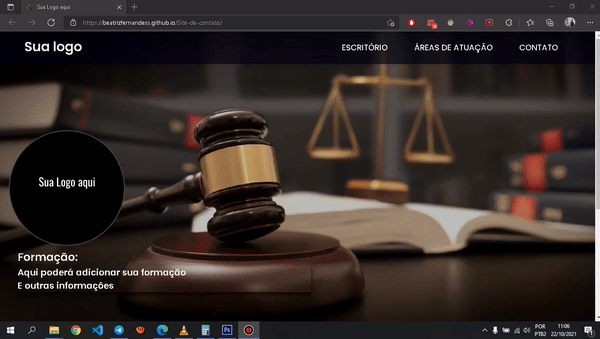 Logo aqui
https://beatrizfernandess.github.io/Site-de-contato/
Sua logo
ESCRITÓRIO
ÁREAS DE ATUAÇÃO
CONTATO
Sua Logo aqui
Formação:
Aqui poderá adicionar sua formação
E outras informações
Ps
POR
PTB2
11:06
22/10/2021